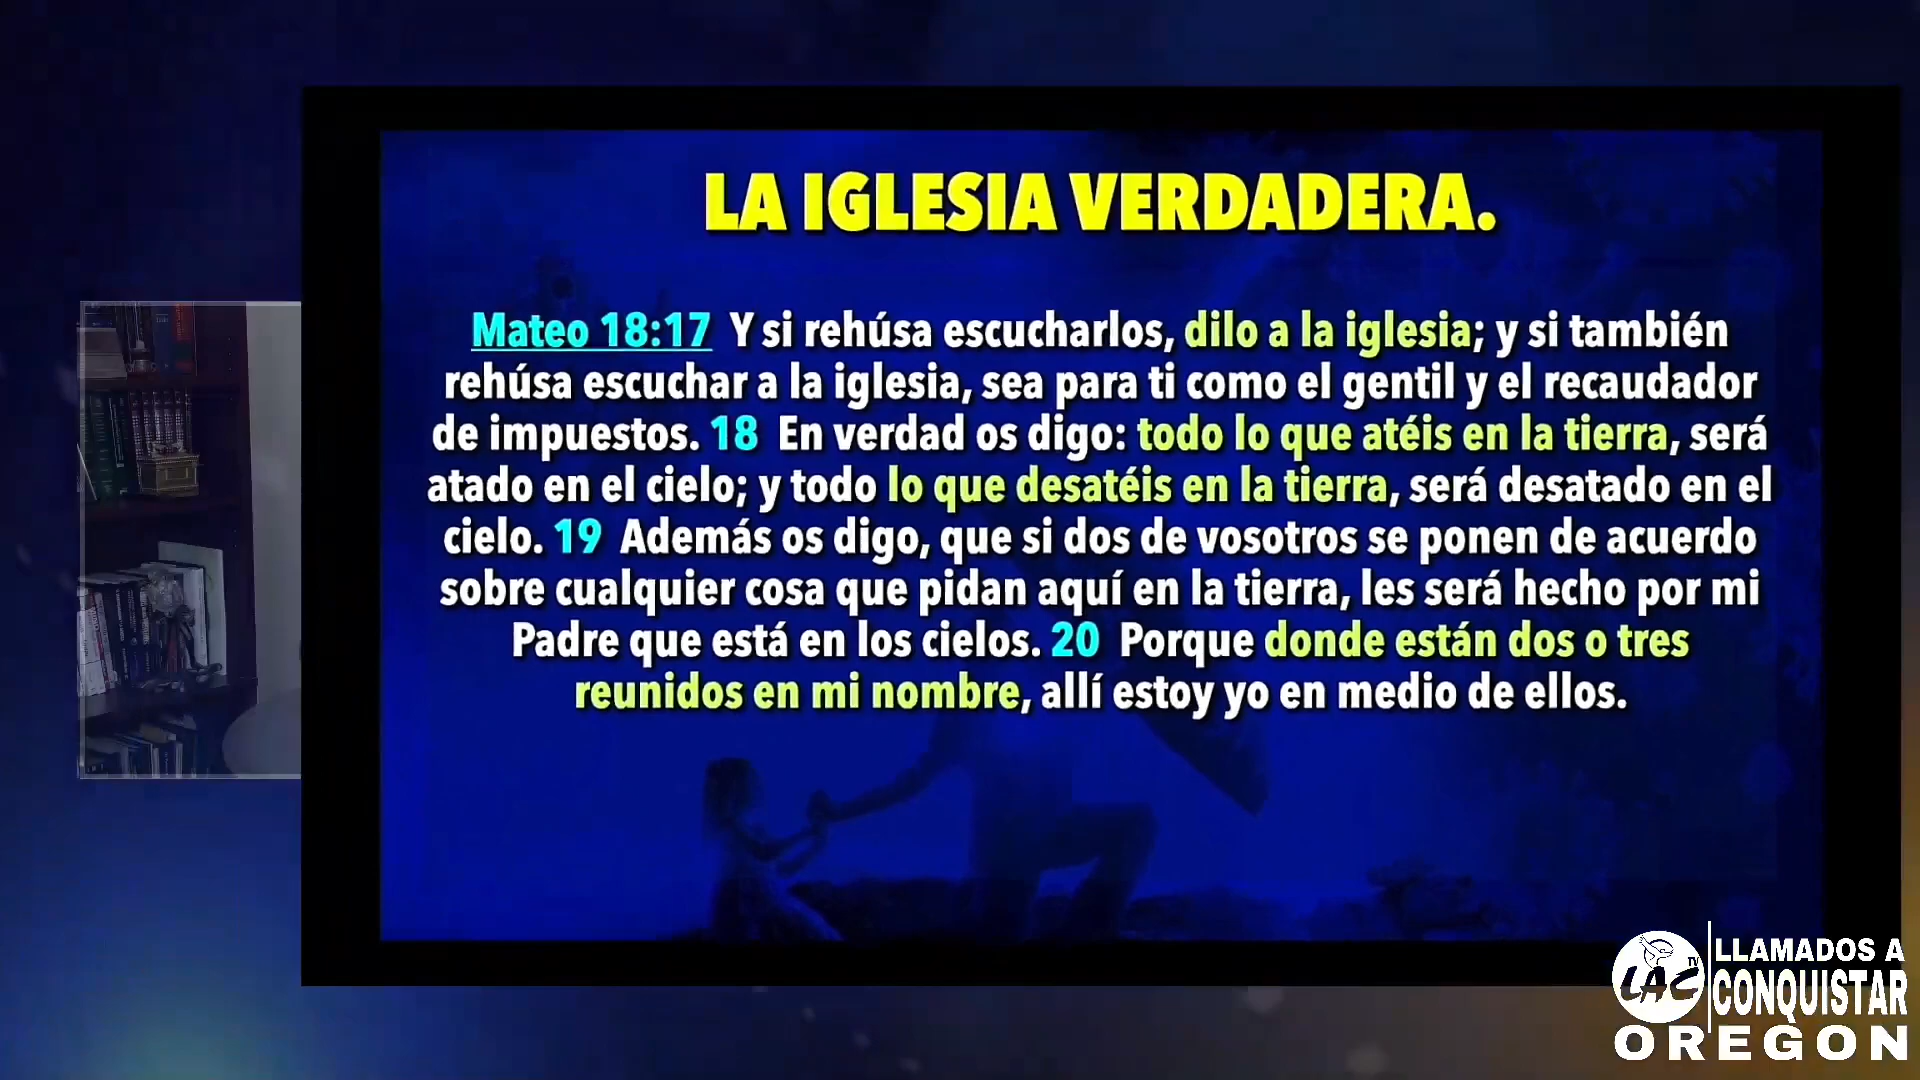 LA IGLESIA VERDADERA.
Mateo 18:17 Y si rehúsa escucharlos, dilo a la iglesia; y si también
rehúsa escuchar a la iglesia, sea para ti como el gentil y el recaudador
de impuestos. 18 En verdad os digo: todo lo que atéis en la tierra, será
atado en el cielo; y todo lo que desatéis en la tierra, será desatado en el
cielo. 19 Además os digo, que si dos de vosotros se ponen de acuerdo
sobre cualquier cosa que pidan aquí en la tierra, les será hecho por mi
Padre que está en los cielos. 20 Porque donde están dos o tres
reunidos en mi nombre, allí estoy yo en medio de ellos.
LAC TV
LLAMADOS A
CONQUISTAR
OREGON